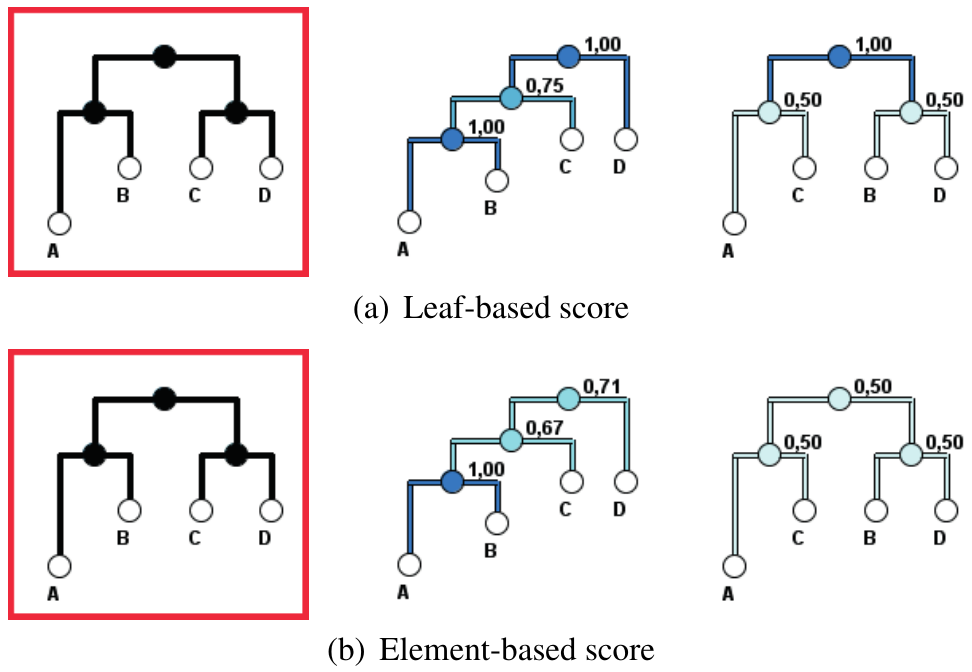 1,00 1,00
0,75
0,50 0,50
1,00
B C D C D C B D
B
A A A
(a) Leaf-based score
0,71 0,50
0,67
0,50 0,50
1,00
B C D C D C B D
B
A A A
(b) Element-based score